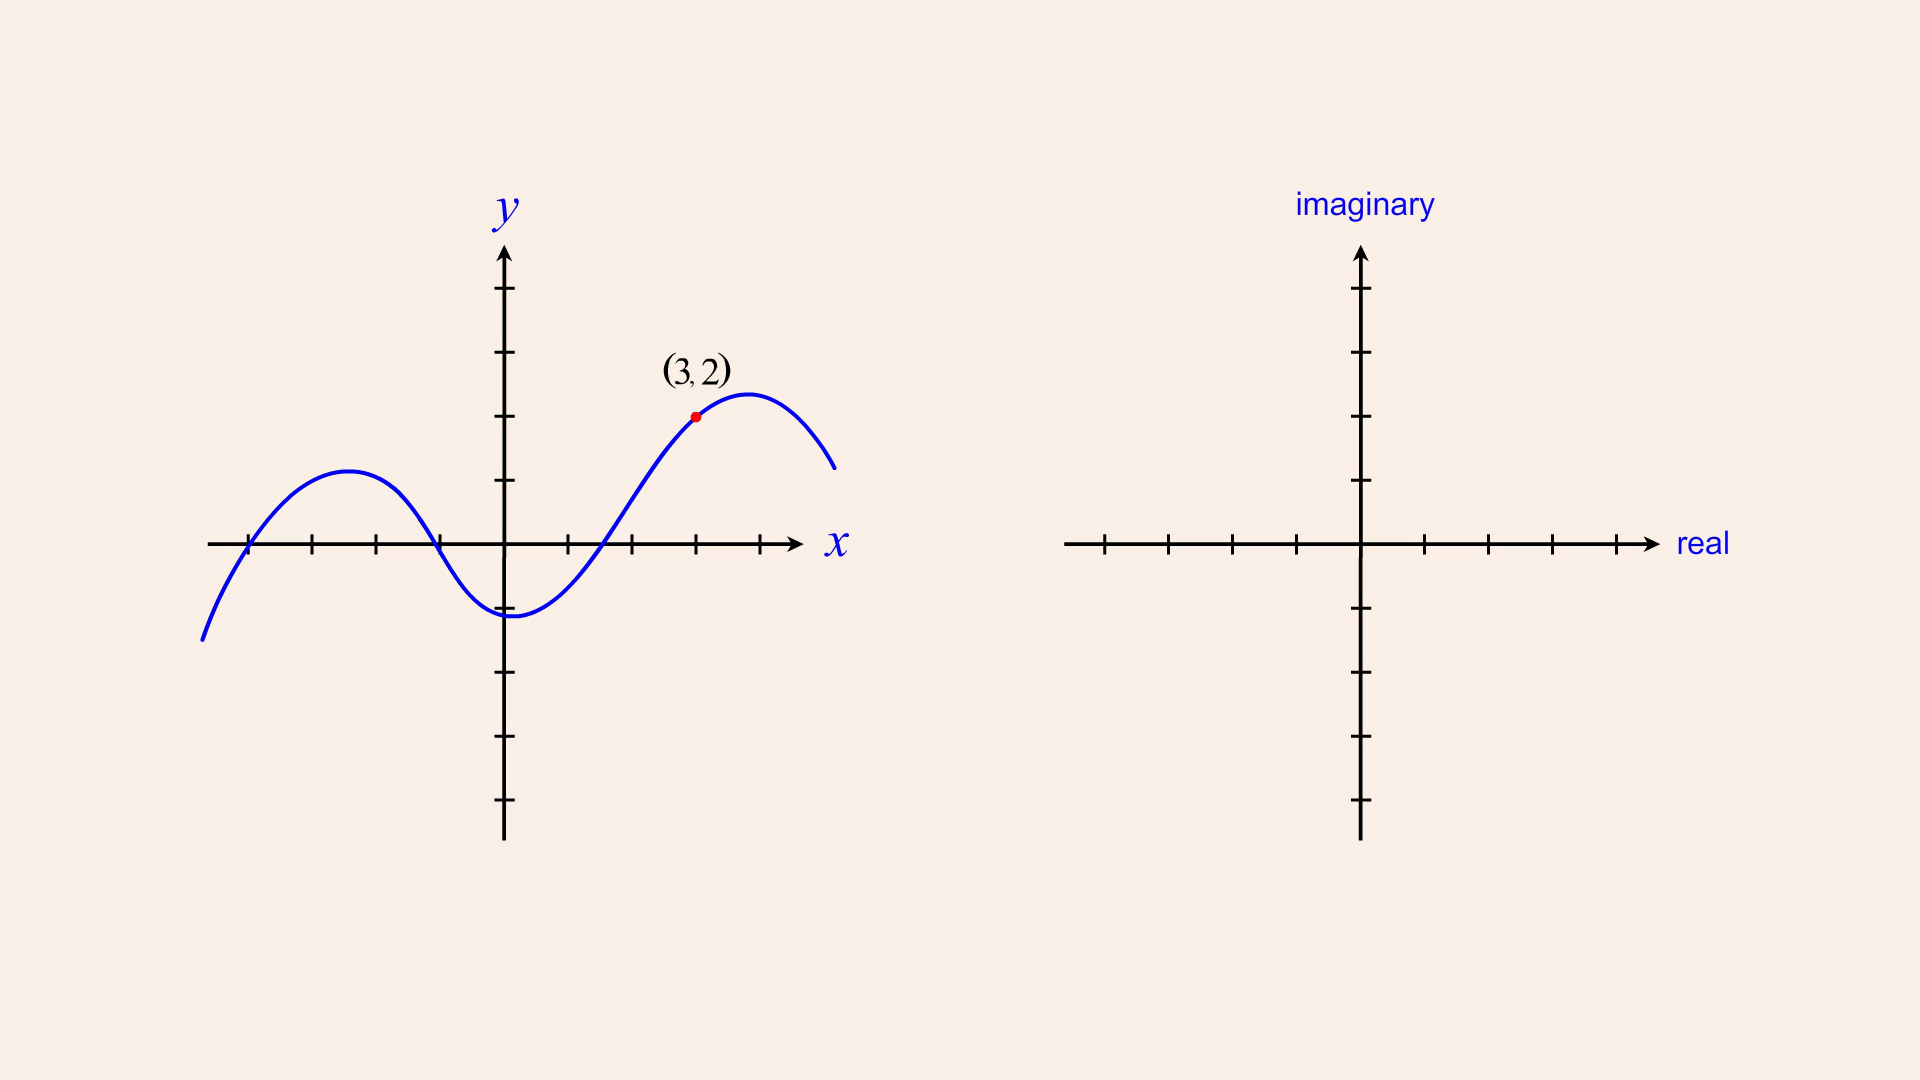 y
imaginary
(3, 2)
x
real